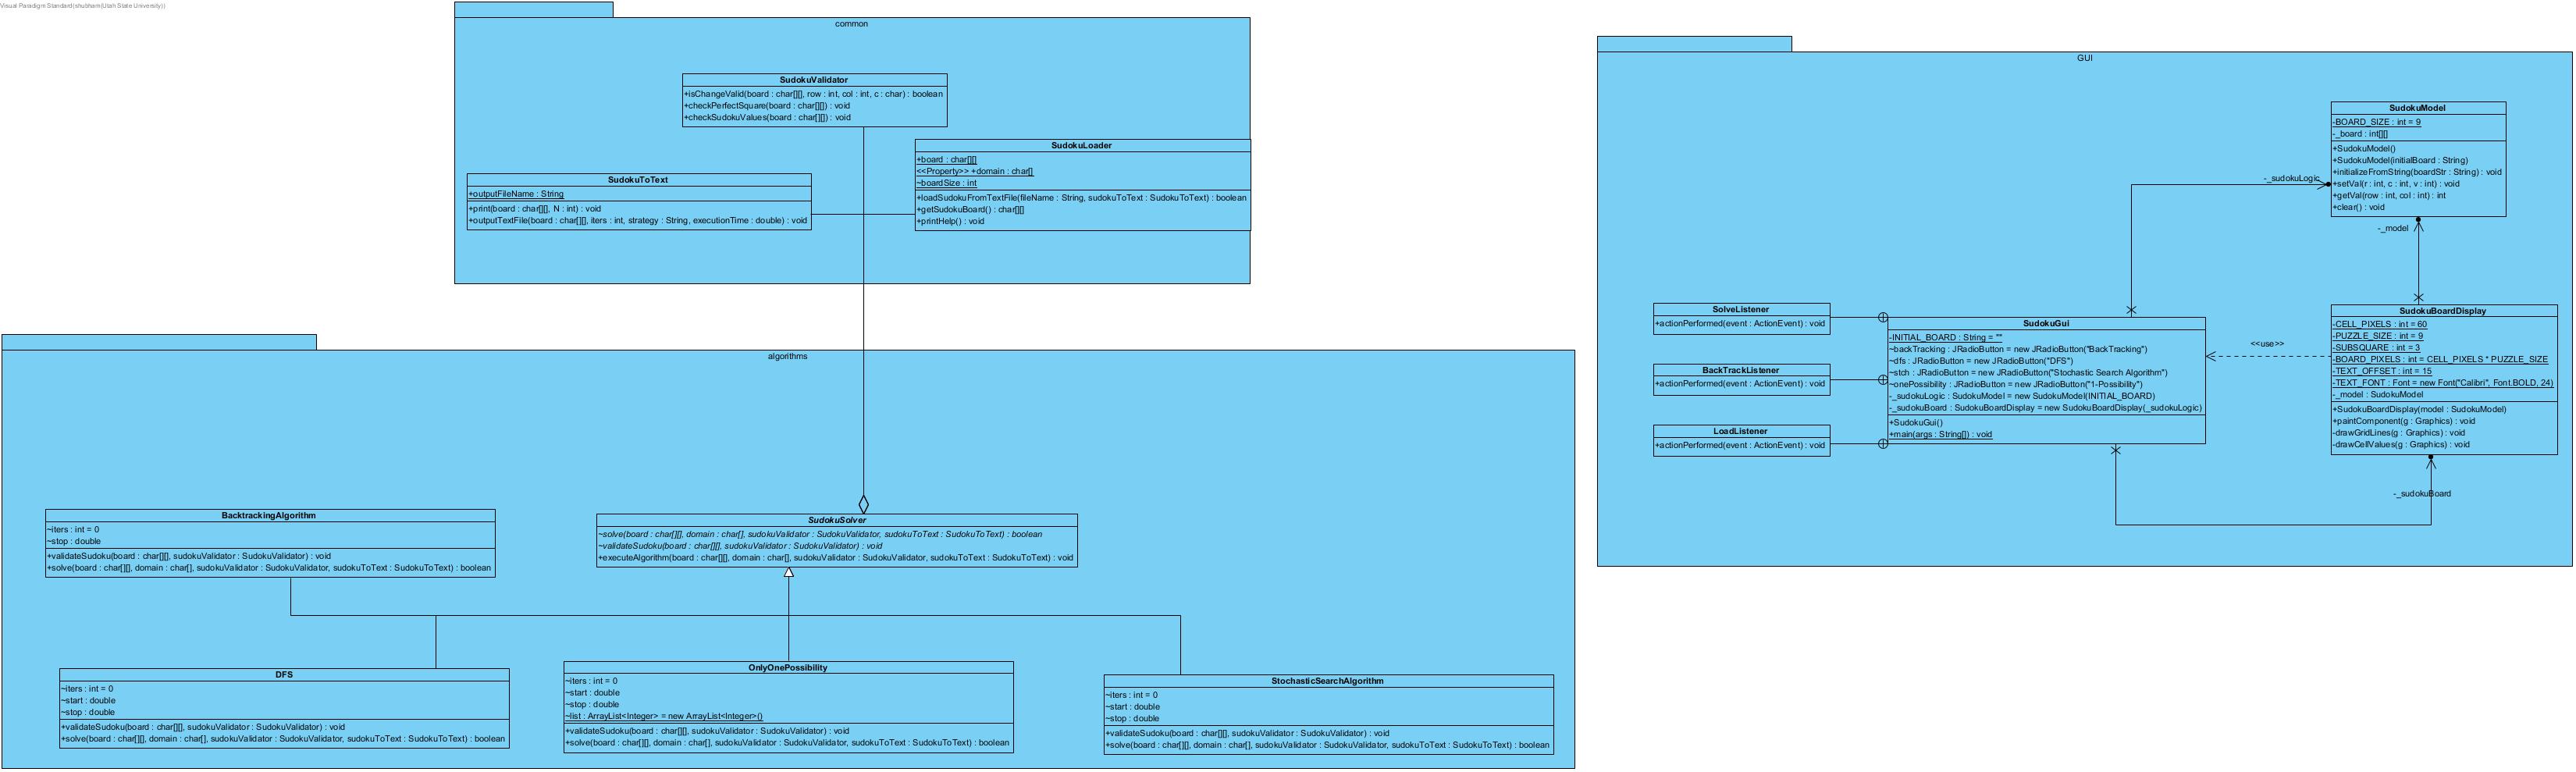 Visual Paradigm Standard(shubham(Utah State University))
common
SudokuValidator
+isChangeValid(board : char[][], row : int, col : int, c : char) : boolean
+checkPerfectSquare(board : char[][]) : void
+checkSudokuValues(board : char[][]) : void
SudokuLoader
+board : char[][]
<<Property>> +domain : char[]
~boardSize : int
+loadSudokuFromTextFile(fileName : String, sudokuToText : SudokuToText) : boolean
+getSudokuBoard() : char[][]
+printHelp() : void
SudokuToText
+outputFileName : String
+print(board : char[][], N : int) : void
+outputTextFile(board : char[][], iters : int, strategy : String, executionTime : double) : void
algorithms
BacktrackingAlgorithm
~iters : int = 0
~stop : double
+validateSudoku(board : char[][], sudokuValidator : SudokuValidator) : void
+solve(board : char[][], domain : char[], sudokuValidator : SudokuValidator, sudokuToText : SudokuToText) : boolean
SudokuSolver
~solve(board : char[][], domain : char[], sudokuValidator : SudokuValidator, sudokuToText : SudokuToText) : boolean
~validateSudoku(board : char[][], sudokuValidator : SudokuValidator) : void
+executeAlgorithm(board : char[][], domain : char[], sudokuValidator : SudokuValidator, sudokuToText : SudokuToText) : void
DFS
~iters : int = 0
~start : double
~stop : double
+validateSudoku(board : char[][], sudokuValidator : SudokuValidator) : void
+solve(board : char[][], domain : char[], sudokuValidator : SudokuValidator, sudokuToText : SudokuToText) : boolean
OnlyOnePossibility
~iters : int = 0
~start : double
~stop : double
~list : ArrayList<Integer> = new ArrayList<Integer>()
+validateSudoku(board : char[][], sudokuValidator : SudokuValidator) : void
+solve(board : char[][], domain : char[], sudokuValidator : SudokuValidator, sudokuToText : SudokuToText) : boolean
StochasticSearchAlgorithm
~iters : int = 0
~start : double
~stop : double
+validateSudoku(board : char[][], sudokuValidator : SudokuValidator) : void
+solve(board : char[][], domain : char[], sudokuValidator : SudokuValidator, sudokuToText : SudokuToText) : boolean
GUI
SudokuModel
-BOARD_SIZE : int = 9
-_board : int[][]
+SudokuModel()
+SudokuModel(initialBoard : String)
+initializeFromString(boardStr : String) : void
+setVal(r : int, c : int, v : int) : void
+getVal(row : int, col : int) : int
+clear() : void
-_sudokuLogic
-_model
SolveListener
+actionPerformed(event : ActionEvent) : void
BackTrackListener
+actionPerformed(event : ActionEvent) : void
LoadListener
+actionPerformed(event : ActionEvent) : void
SudokuGui
-INITIAL_BOARD : String = ""
~backTracking : JRadioButton = new JRadioButton("BackTracking")
~dfs : JRadioButton = new JRadioButton("DFS")
~stch : JRadioButton = new JRadioButton("Stochastic Search Algorithm")
~onePossibility : JRadioButton = new JRadioButton("1-Possibility")
-_sudokuLogic : SudokuModel = new SudokuModel(INITIAL_BOARD)
-_sudokuBoard : SudokuBoardDisplay = new SudokuBoardDisplay(_sudokuLogic)
+SudokuGui()
+main(args : String[]) : void
<<use>>
SudokuBoardDisplay
-CELL_PIXELS : int = 60
-PUZZLE_SIZE : int = 9
-SUBSQUARE : int = 3
-BOARD_PIXELS : int = CELL_PIXELS * PUZZLE_SIZE
-TEXT_OFFSET : int = 15
-TEXT_FONT : Font = new Font("Calibri", Font.BOLD, 24)
-_model : SudokuModel
+SudokuBoardDisplay(model : SudokuModel)
+paintComponent(g : Graphics) : void
-drawGridLines(g : Graphics) : void
-drawCellValues(g : Graphics) : void
-_sudokuBoard